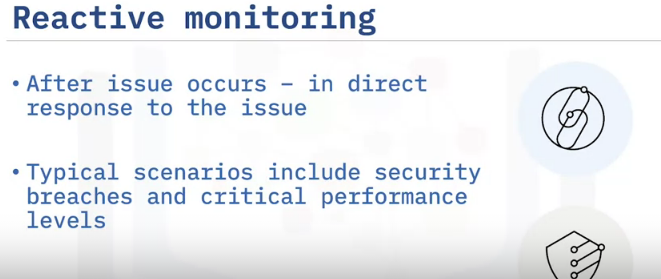 Reactive monitoring
• After issue occurs – in direct
response to the issue
• Typical scenarios include security
breaches and critical performance
levels